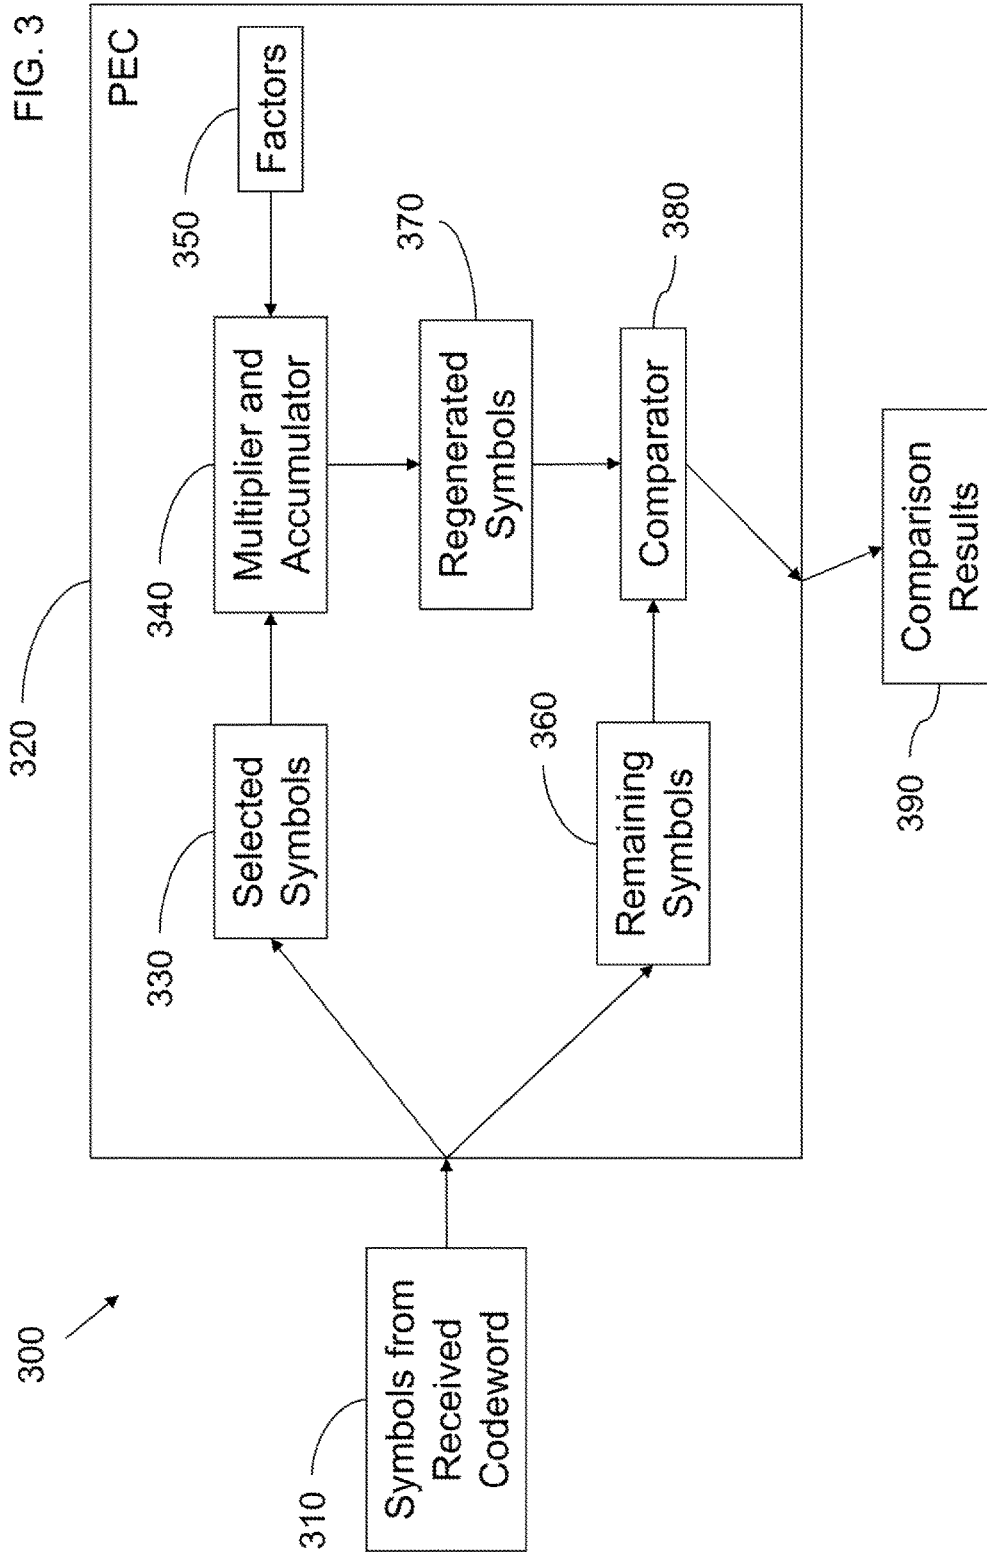 FIG. 3
300
310
Symbols from
Received
Codeword
320
PEC
330
Selected
Symbols
340
Multiplier and
Accumulator
350
Factors
360
Remaining
Symbols
370
Regenerated
Symbols
380
Comparator
390
Comparison
Results